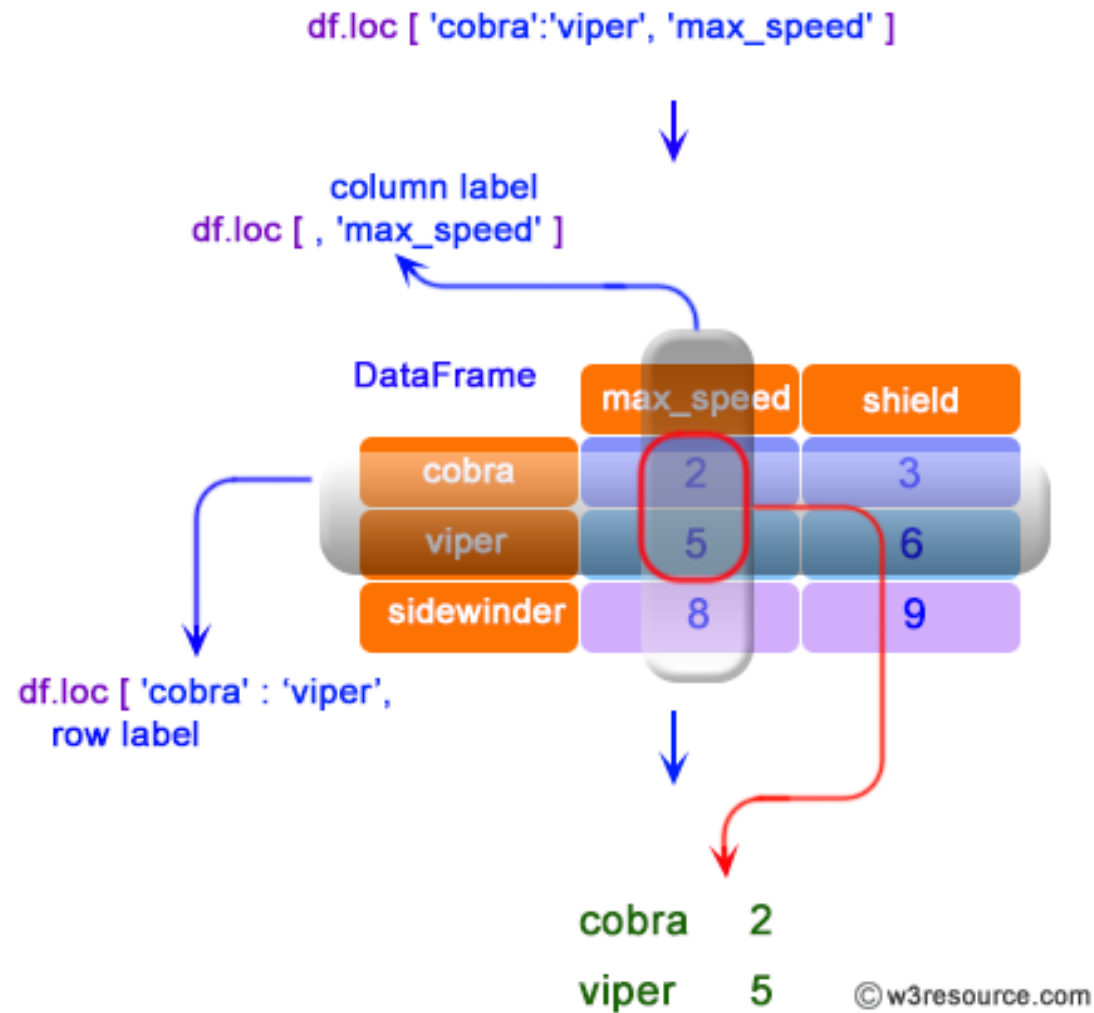 df.loc [ 'cobra':'viper', 'max_speed' ]
column label
df.loc [ , 'max_speed' ]
DataFrame
max_speed shield
cobra 2 3
viper 5 6
sidewinder 8 9
df.loc [ 'cobra' : ‘viper’,
row label
cobra 2
viper 5
©w3resource.com